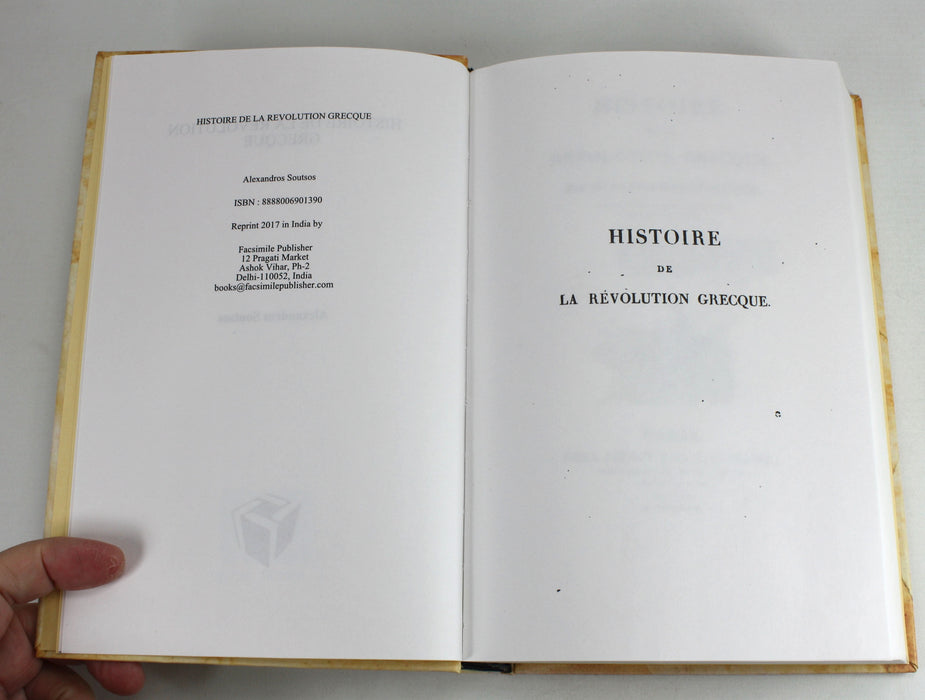 HISTOIRE DE LA REVOLUTION GRECQUE
Alexandros Soutsos
ISBN : 8888006901390
Reprint 2017 in India by
Facsimile Publisher
12 Pragati Market
Ashok Vihar, Ph-2
Delhi-110052, India
books@facsimilepublisher.com
HISTOIRE
DE
LA RÉVOLUTION GRECQUE.